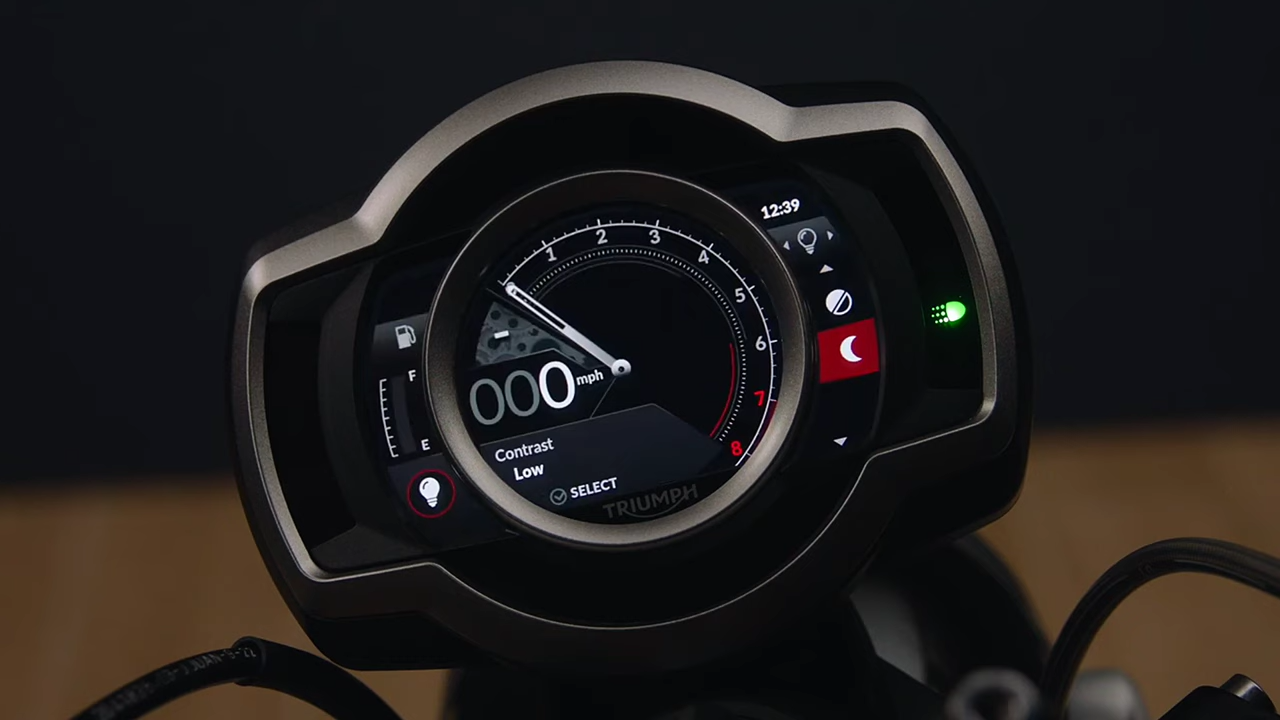 12:39
1
2
3
4
5
6
7
8
F
E
-
000 mph
Contrast
Low
SELECT
TRIUMPH